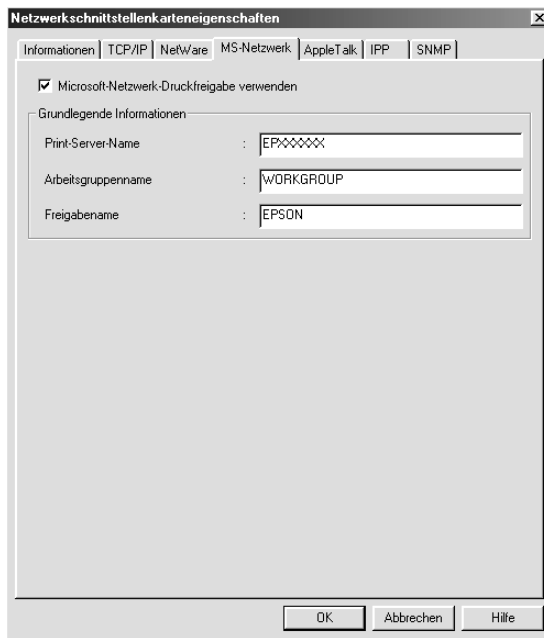 Netzwerkschnittstellenkarteneigenschaften
Informationen TCP/IP NetWare MS-Netzwerk AppleTalk IPP SNMP
Microsoft-Netzwerk-Druckfreigabe verwenden
Grundlegende Informationen
Print-Server-Name : EPXXXXXX
Arbeitsgruppenname : WORKGROUP
Freigabename : EPSON
OK Abbrechen Hilfe